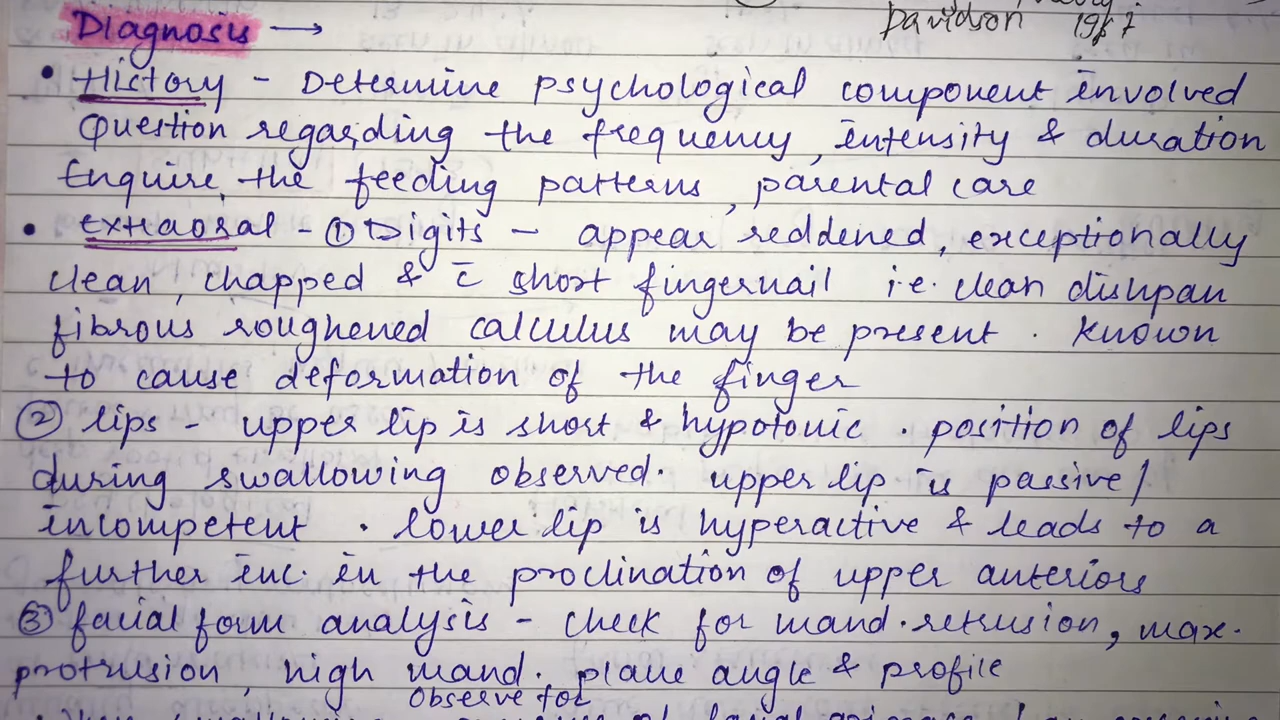 Davidson 1967
Diagnosis →
• History - Determine psychological component involved
Question regarding the frequency, intensity & duration
Enquire the feeding patterns, parental care
• Extraoral - ① Digits - appear reddened, exceptionally
clean, chapped & c̄ short fingernail i.e. clean dishpan
fibrous roughened calculus may be present. Known
to cause deformation of the finger
② lips - upper lip is short & hypotonic. position of lips
during swallowing observed. upper lip is passive/
incompetent. lower lip is hyperactive & leads to a
further inc. in the proclination of upper anteriors
③ facial form analysis - check for mand. retrusion, max.
protrusion, high mand. plane angle & profile
Observe for